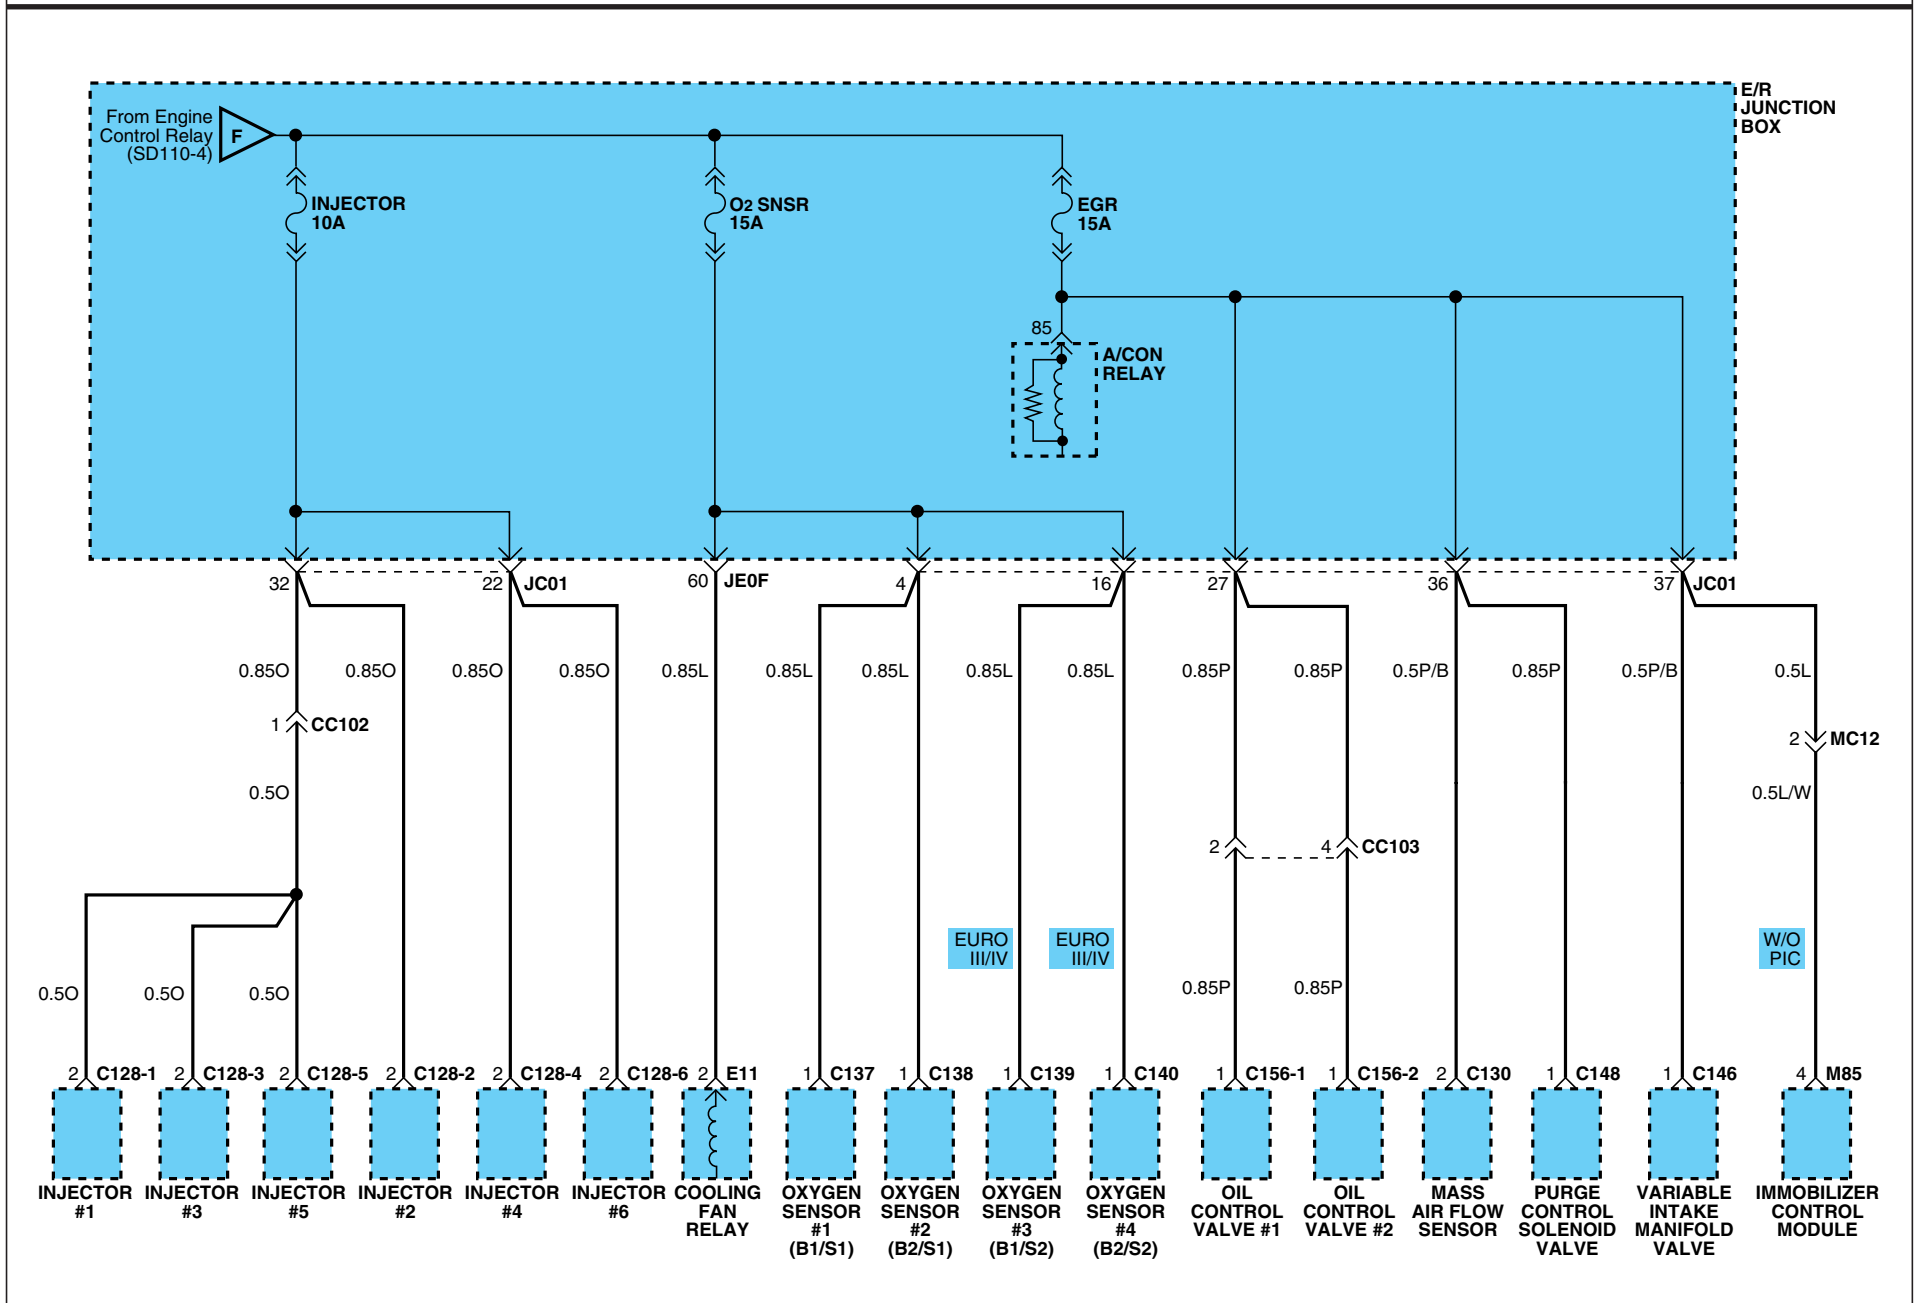 E/R
JUNCTION
BOX
From Engine
Control Relay
(SD110-4)
F
INJECTOR
10A
O2 SNSR
15A
EGR
15A
85
A/CON
RELAY
32
22
JC01
60
JE0F
4
16
27
36
37
JC01
0.85O
0.85O
0.85O
0.85O
0.85L
0.85L
0.85L
0.85L
0.85L
0.85P
0.85P
0.5P/B
0.85P
0.5P/B
0.5L
1
CC102
2
MC12
0.5O
0.5L/W
2
4
CC103
EURO
III/IV
EURO
III/IV
W/O
PIC
0.5O
0.5O
0.5O
0.85P
0.85P
2
C128-1
2
C128-3
2
C128-5
2
C128-2
2
C128-4
2
C128-6
2
E11
1
C137
1
C138
1
C139
1
C140
1
C156-1
1
C156-2
2
C130
1
C148
1
C146
4
M85
INJECTOR
#1
INJECTOR
#3
INJECTOR
#5
INJECTOR
#2
INJECTOR
#4
INJECTOR
#6
COOLING
FAN
RELAY
OXYGEN
SENSOR
#1
(B1/S1)
OXYGEN
SENSOR
#2
(B2/S1)
OXYGEN
SENSOR
#3
(B1/S2)
OXYGEN
SENSOR
#4
(B2/S2)
OIL
CONTROL
VALVE #1
OIL
CONTROL
VALVE #2
MASS
AIR FLOW
SENSOR
PURGE
CONTROL
SOLENOID
VALVE
VARIABLE
INTAKE
MANIFOLD
VALVE
IMMOBILIZER
CONTROL
MODULE